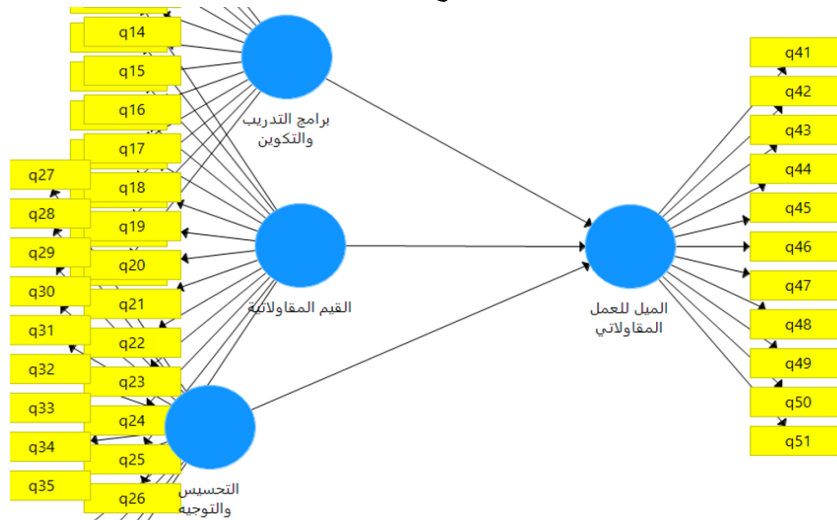 q14
q15
q16
q17
q18
q19
q20
q21
q22
q23
q24
q25
q26
q27
q28
q29
q30
q31
q32
q33
q34
q35
برامج التدريب
والتكوين
القيم المقاولاتية
التحسيس
والتوجيه
الميل للعمل
المقاولاتي
q41
q42
q43
q44
q45
q46
q47
q48
q49
q50
q51